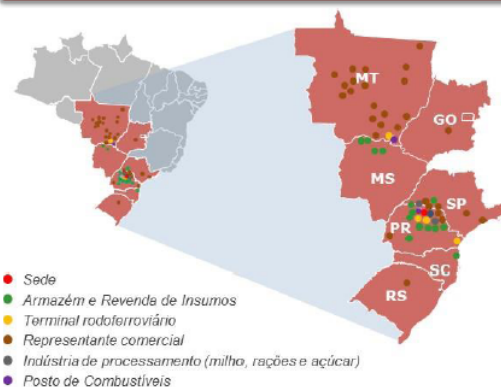 MT
GO
MS
SP
PR
SC
RS
Sede
Armazém e Revenda de Insumos
Terminal rodoferroviário
Representante comercial
Indústria de processamento (milho, rações e açúcar)
Posto de Combustíveis